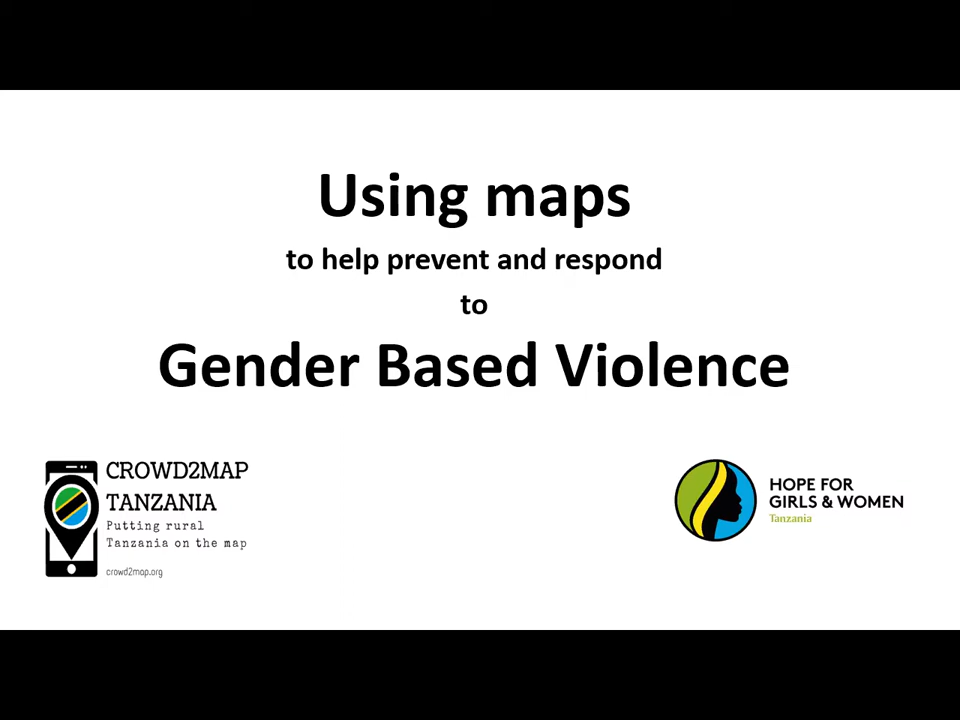 Using maps
to help prevent and respond
to
Gender Based Violence
CROWD2MAP
TANZANIA
Putting rural
Tanzania on the map
crowd2map.org
HOPE FOR
GIRLS & WOMEN
Tanzania